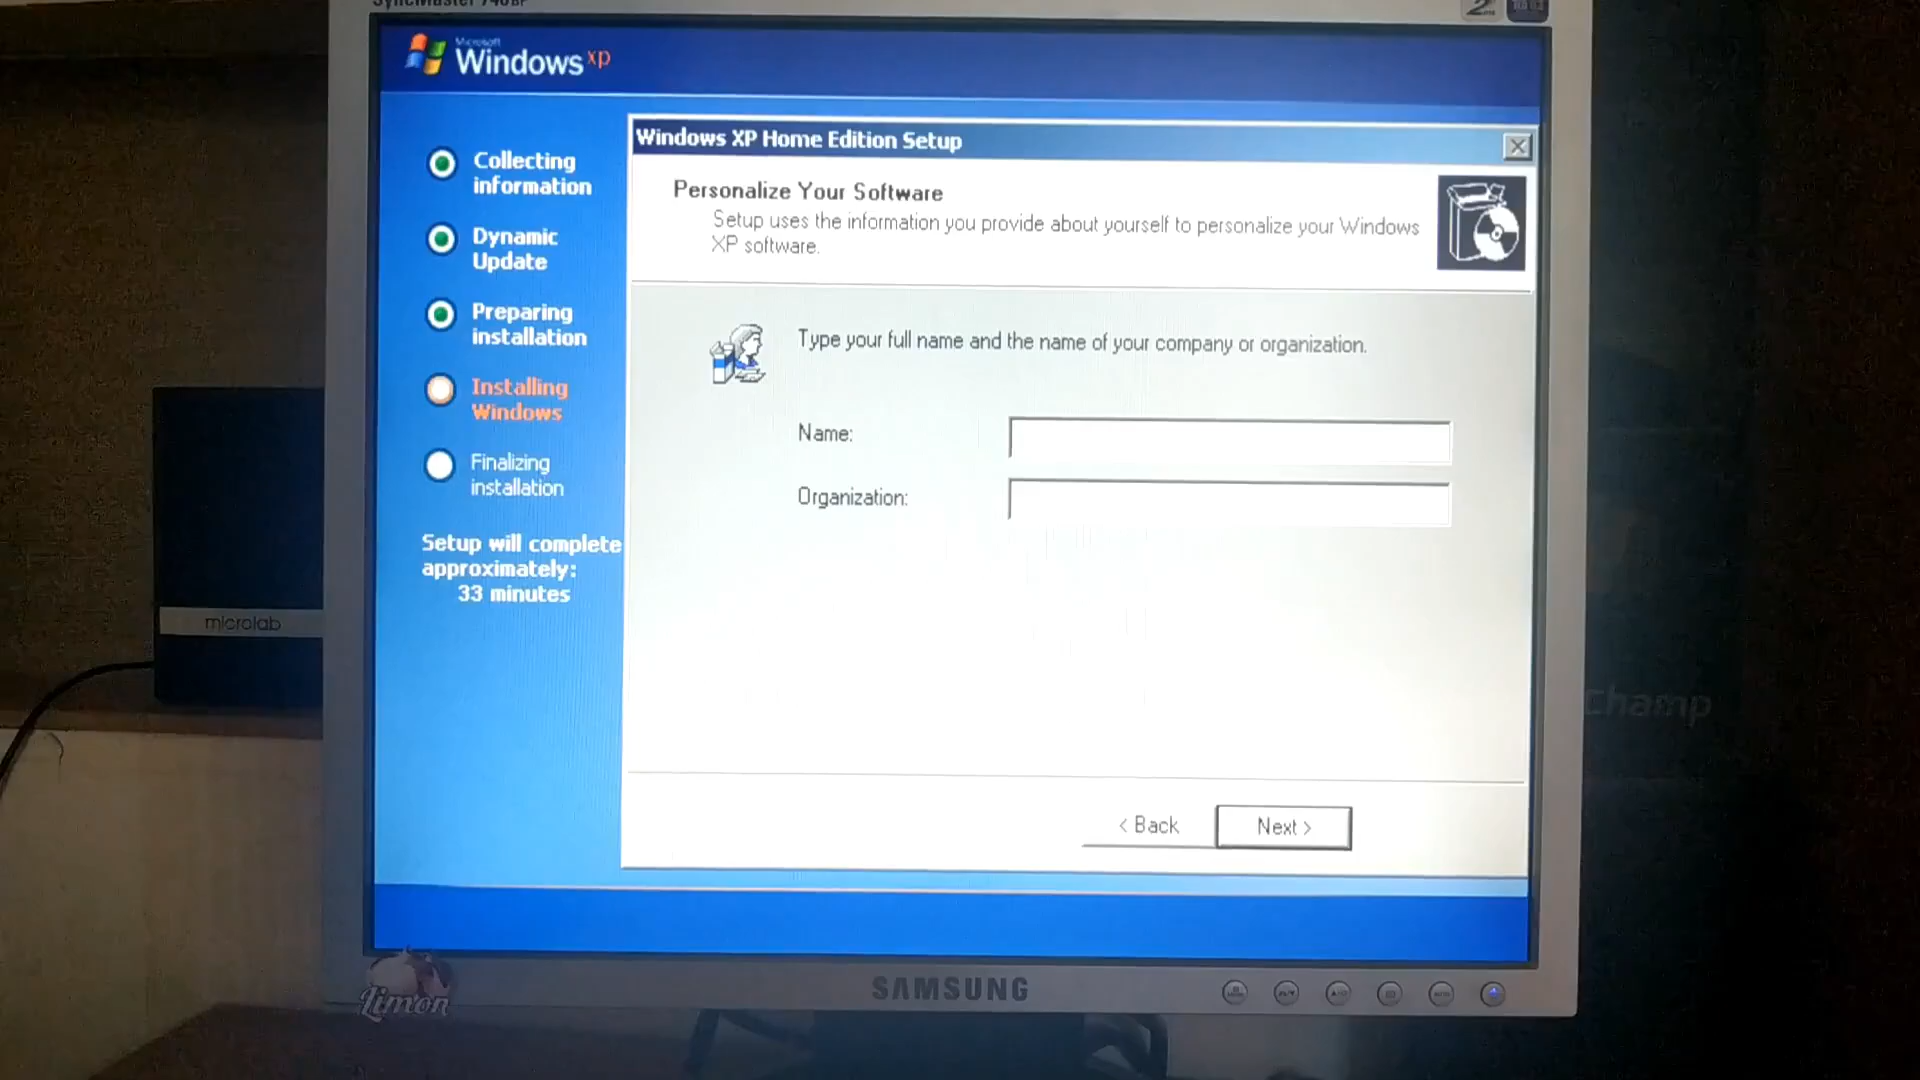 SyncMaster 740BF
Microsoft
Windows xp
Collecting
information
Dynamic
Update
Preparing
installation
Installing
Windows
Finalizing
installation
Setup will complete
approximately:
33 minutes
Windows XP Home Edition Setup
Personalize Your Software
Setup uses the information you provide about yourself to personalize your Windows
XP software.
Type your full name and the name of your company or organization.
Name:
Organization:
< Back
Next >
microlab
champ
SAMSUNG
Limon